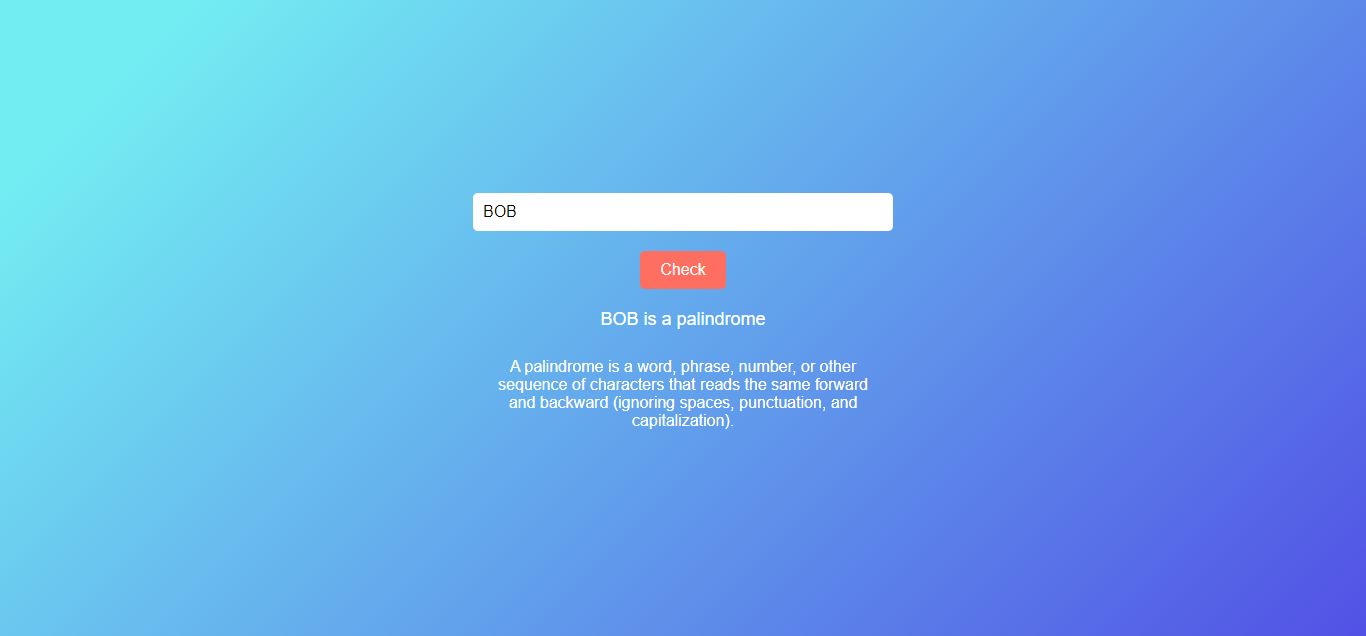 BOB
Check
BOB is a palindrome
A palindrome is a word, phrase, number, or other
sequence of characters that reads the same forward
and backward (ignoring spaces, punctuation, and
capitalization).